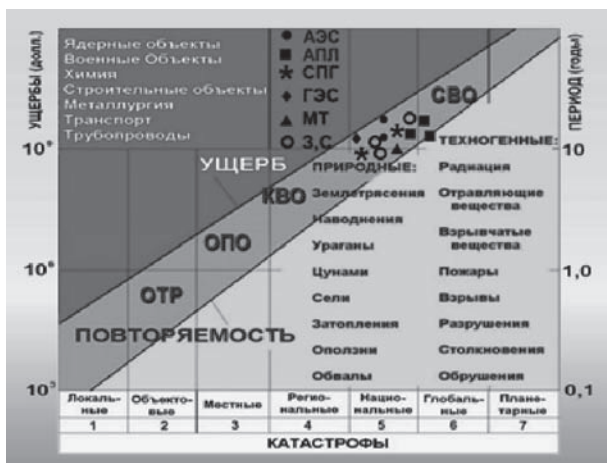 УЩЕРБЫ (долл.)
10⁹
10⁶
10³
Ядерные объекты
Военные Объекты
Химия
Строительные объекты
Металлургия
Транспорт
Трубопроводы
АЭС
АПЛ
СПГ
ГЭС
МТ
З,С
СВО
УЩЕРБ
КВО
ОПО
ОТР
ПОВТОРЯЕМОСТЬ
ПРИРОДНЫЕ:
Землетрясения
Наводнения
Ураганы
Цунами
Сели
Затопления
Оползни
Обвалы
ТЕХНОГЕННЫЕ:
Радиация
Отравляющие
вещества
Взрывчатые
вещества
Пожары
Взрывы
Разрушения
Столкновения
Обрушения
ПЕРИОД (годы)
10
1,0
0,1
Локаль-
ные
Объекто-
вые
Местные
Регио-
нальные
Нацио-
нальные
Глобаль-
ные
Плане-
тарные
1 2 3 4 5 6 7
КАТАСТРОФЫ